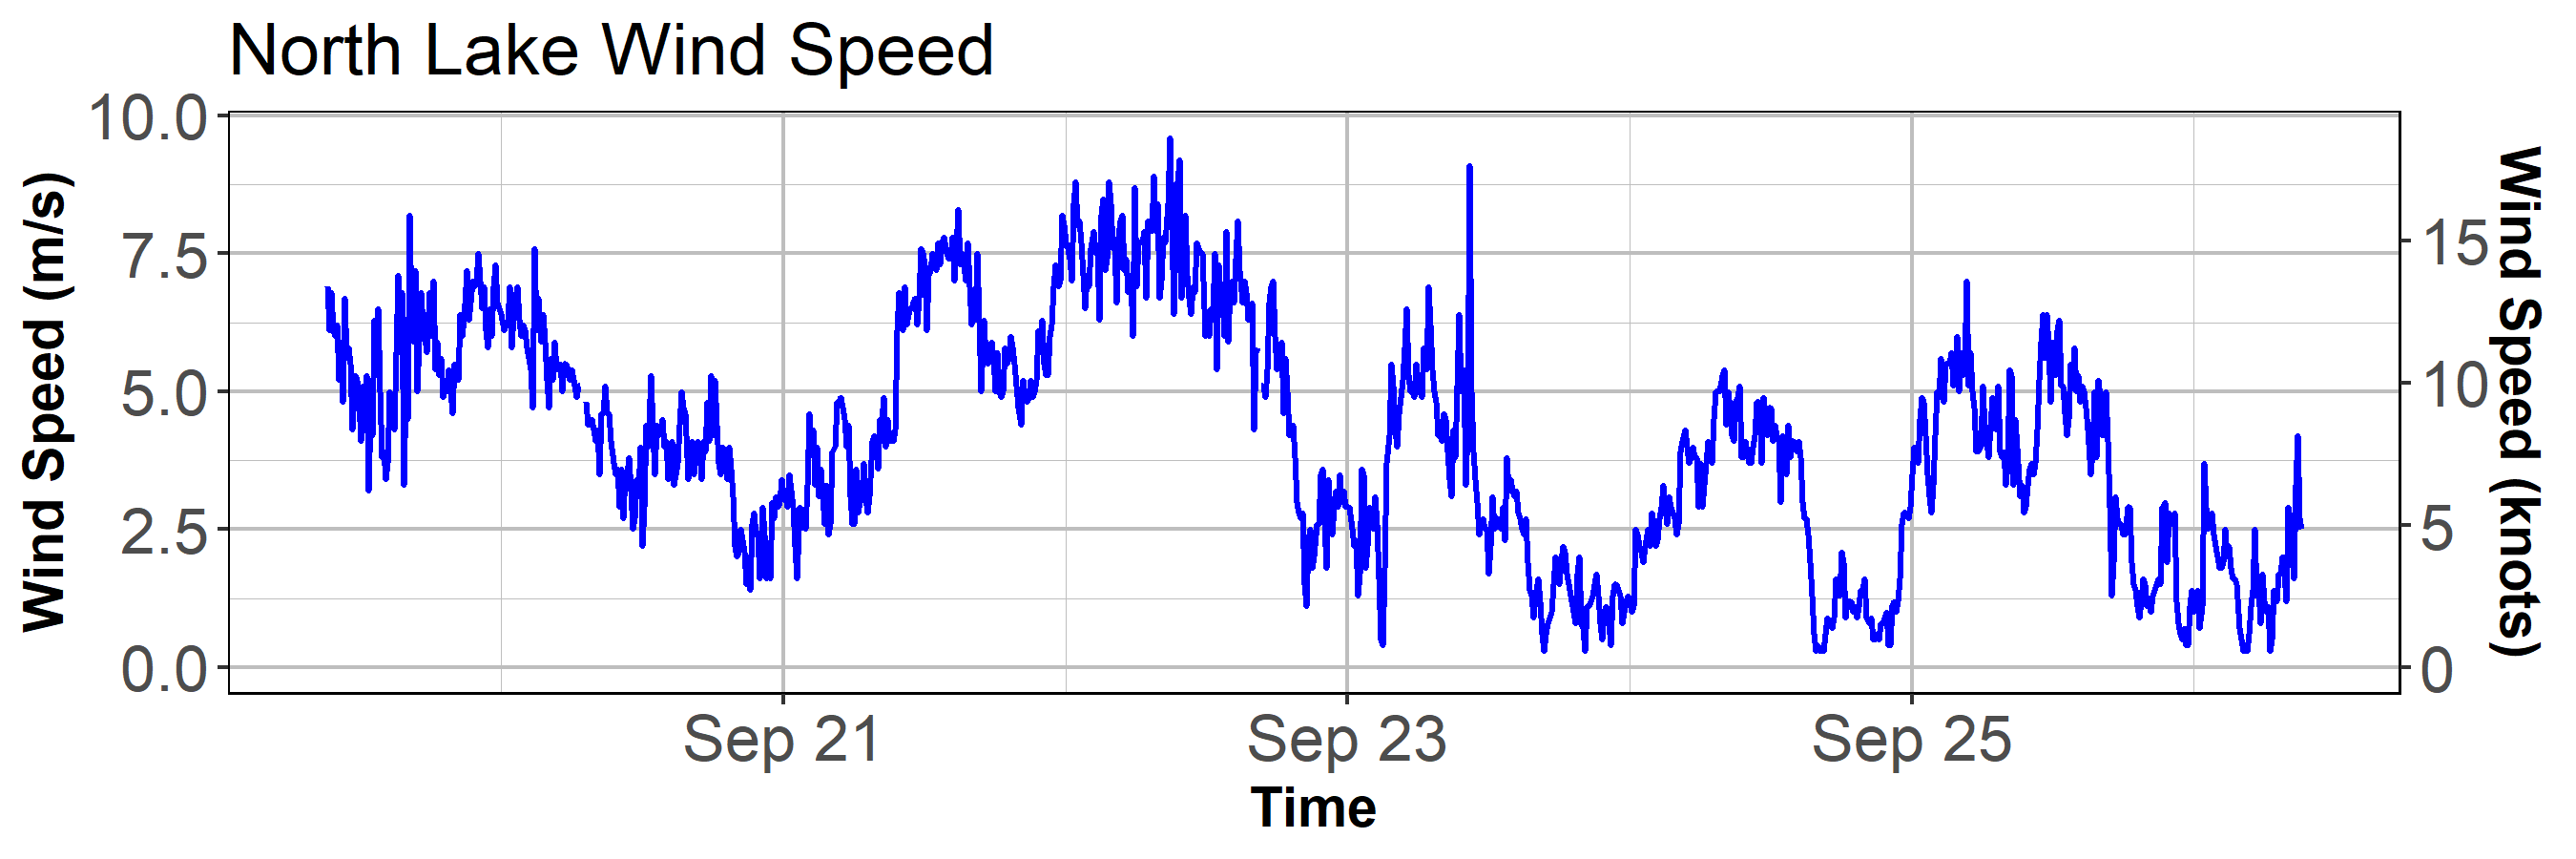 North Lake Wind Speed
Wind Speed (m/s)
10.0
7.5
5.0
2.5
0.0
15
10
5
0
Wind Speed (knots)
Sep 21
Sep 23
Sep 25
Time